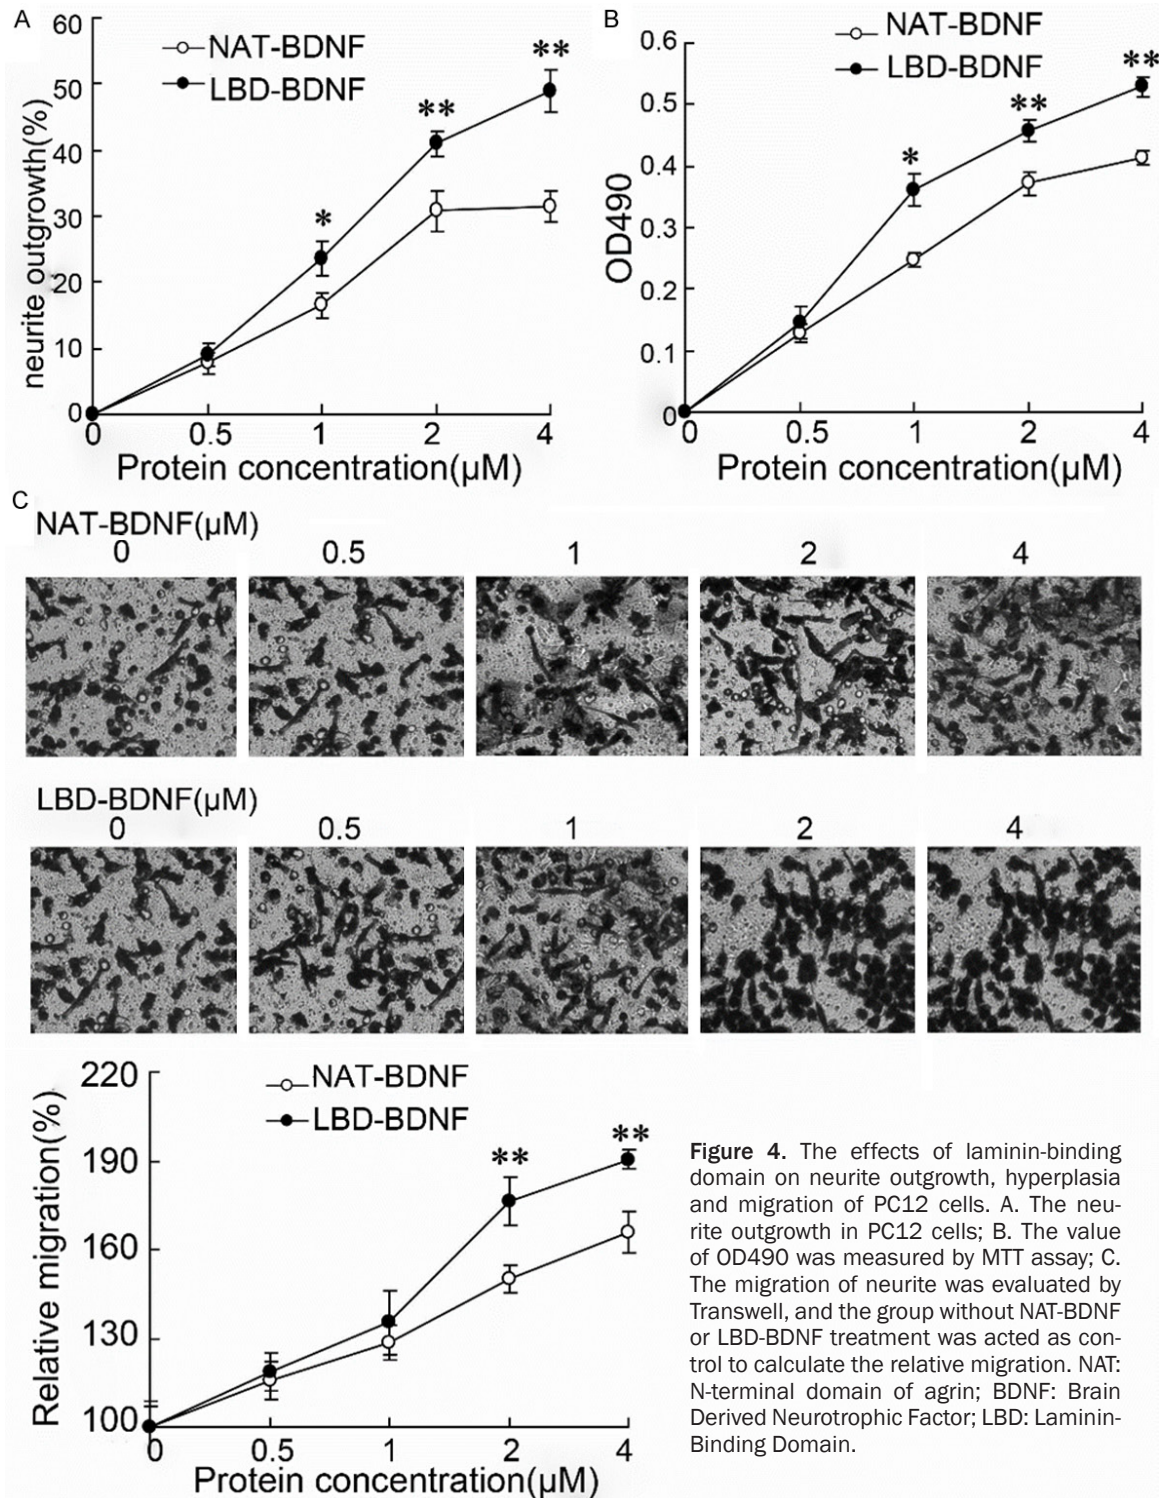 A
60
50
40
30
20
10
0
neurite outgrowth(%)
NAT-BDNF
LBD-BDNF
*
**
**
0 0.5 1 2 4
Protein concentration(μM)
B
0.6
0.5
0.4
0.3
0.2
0.1
0
OD490
NAT-BDNF
LBD-BDNF
*
**
**
0 0.5 1 2 4
Protein concentration(μM)
C
NAT-BDNF(μM)
0 0.5 1 2 4
LBD-BDNF(μM)
0 0.5 1 2 4
220
190
160
130
100
Relative migration(%)
NAT-BDNF
LBD-BDNF
**
**
0 0.5 1 2 4
Protein concentration(μM)
Figure 4. The effects of laminin-binding
domain on neurite outgrowth, hyperplasia
and migration of PC12 cells. A. The neu-
rite outgrowth in PC12 cells; B. The value
of OD490 was measured by MTT assay; C.
The migration of neurite was evaluated by
Transwell, and the group without NAT-BDNF
or LBD-BDNF treatment was acted as con-
trol to calculate the relative migration. NAT:
N-terminal domain of agrin; BDNF: Brain
Derived Neurotrophic Factor; LBD: Laminin-
Binding Domain.